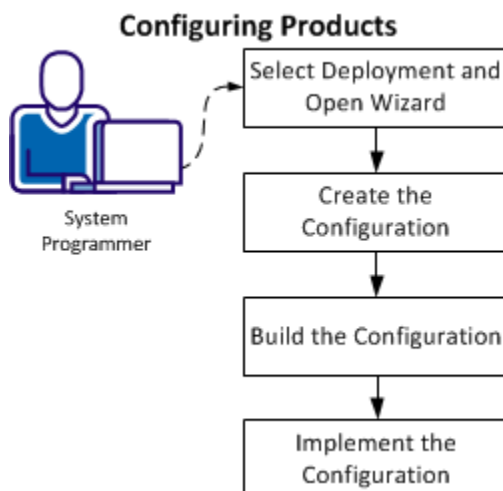 Configuring Products
Select Deployment and
Open Wizard
System
Programmer
Create the
Configuration
Build the Configuration
Implement the
Configuration